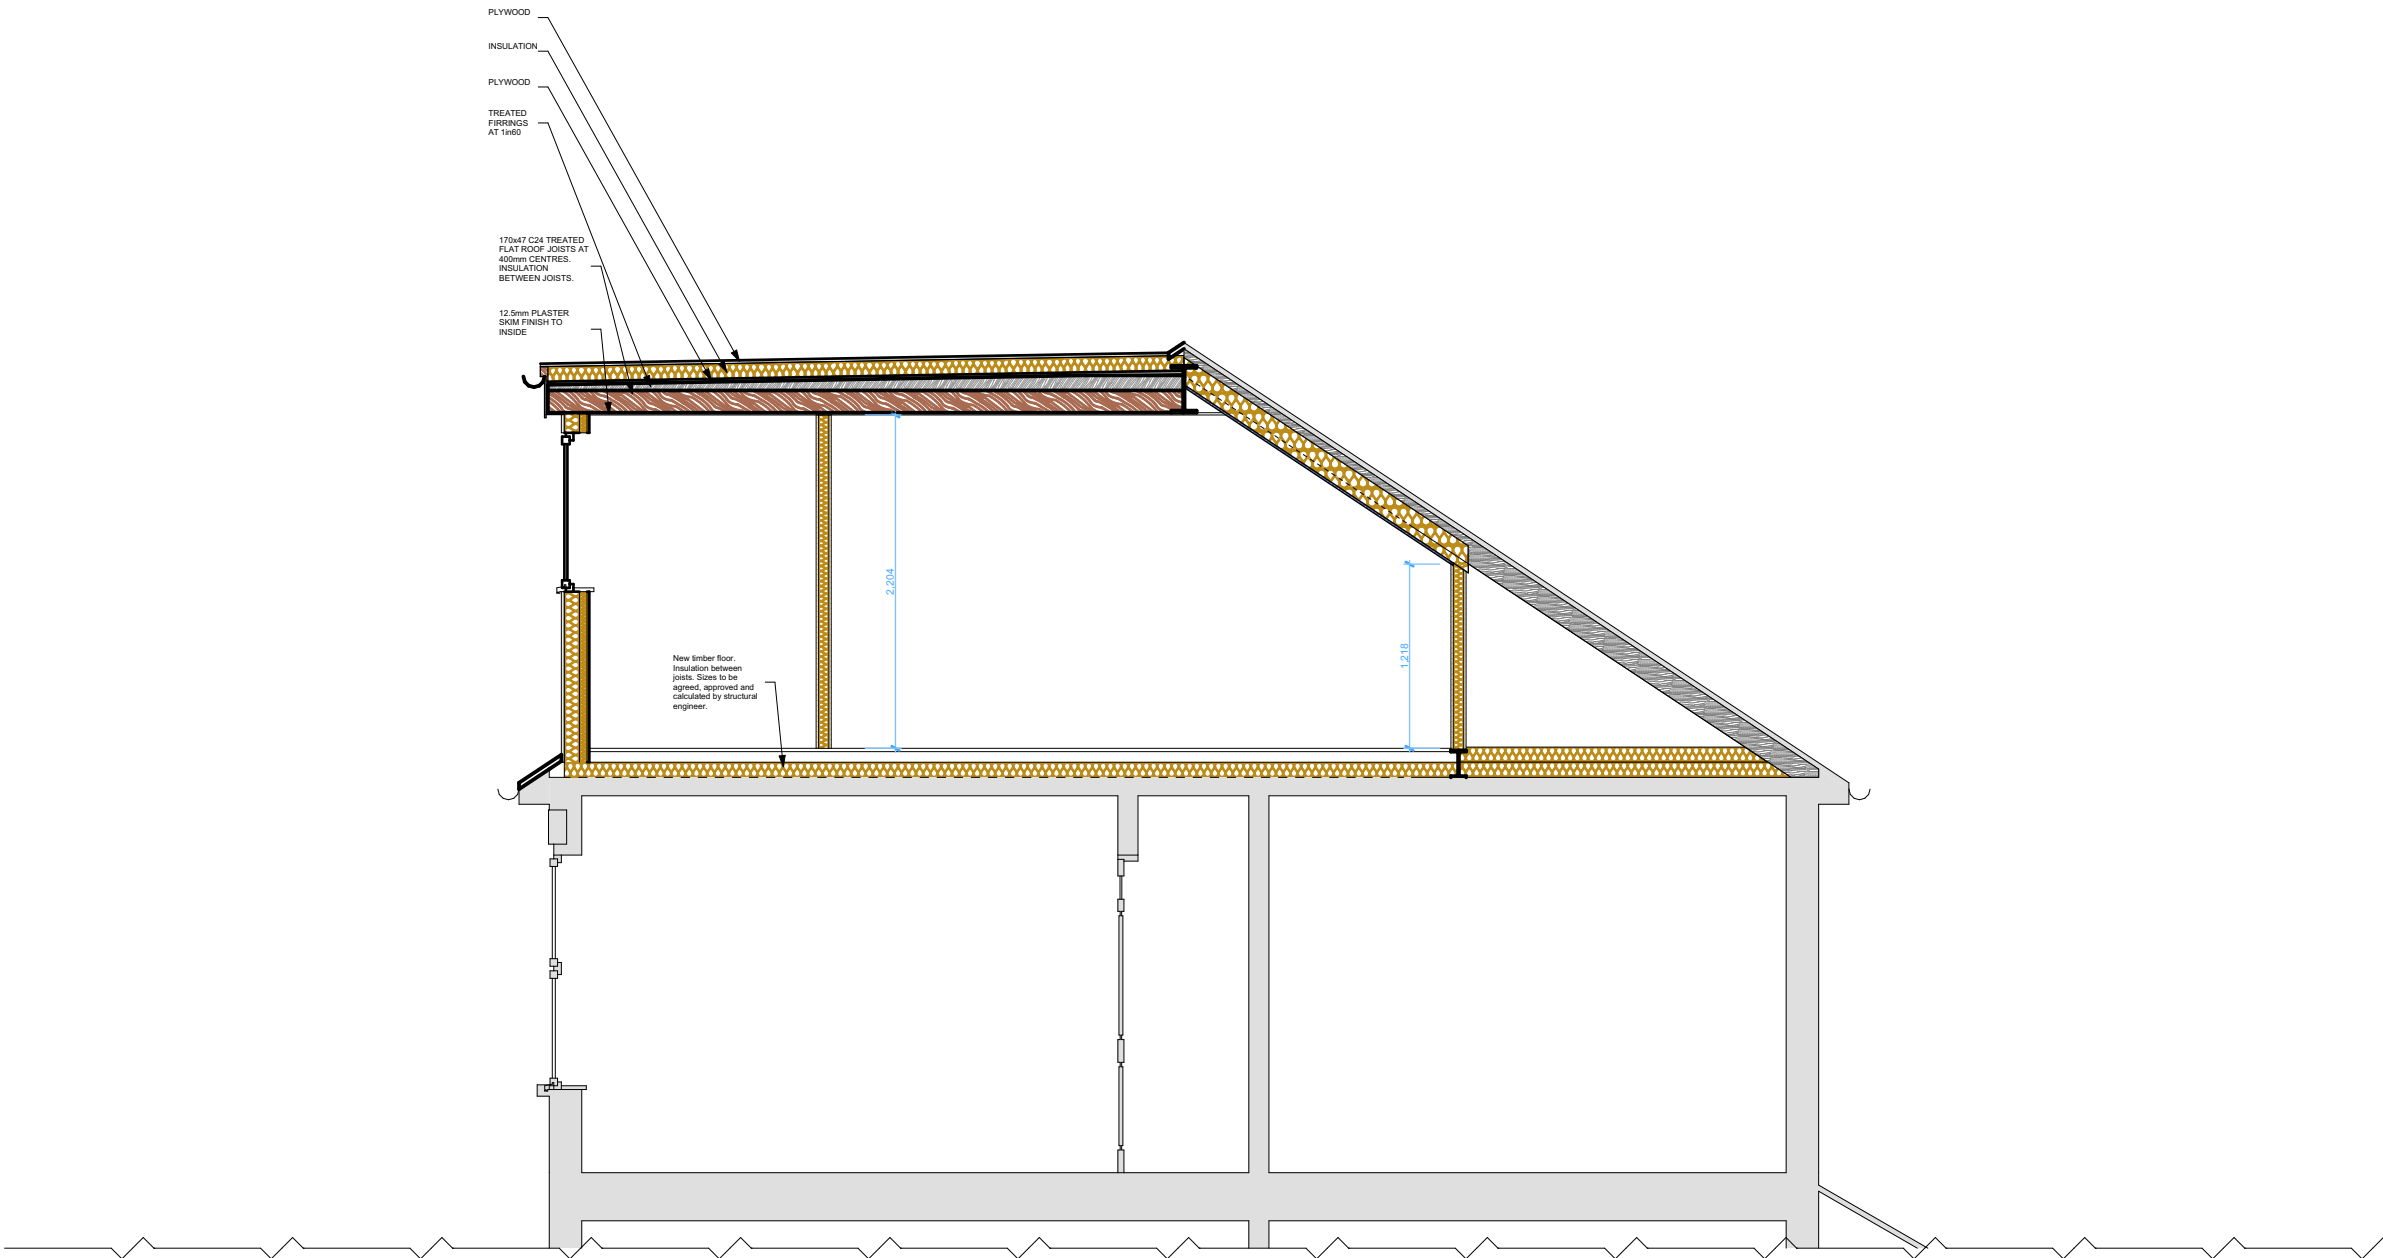 PLYWOOD
INSULATION
PLYWOOD
TREATED
FIRRINGS
AT 1in60
170x47 C24 TREATED
FLAT ROOF JOISTS AT
400mm CENTRES.
INSULATION
BETWEEN JOISTS.
12.5mm PLASTER
SKIM FINISH TO
INSIDE
2,204
1,218
New timber floor.
Insulation between
joists. Sizes to be
agreed, approved and
calculated by structural
engineer.